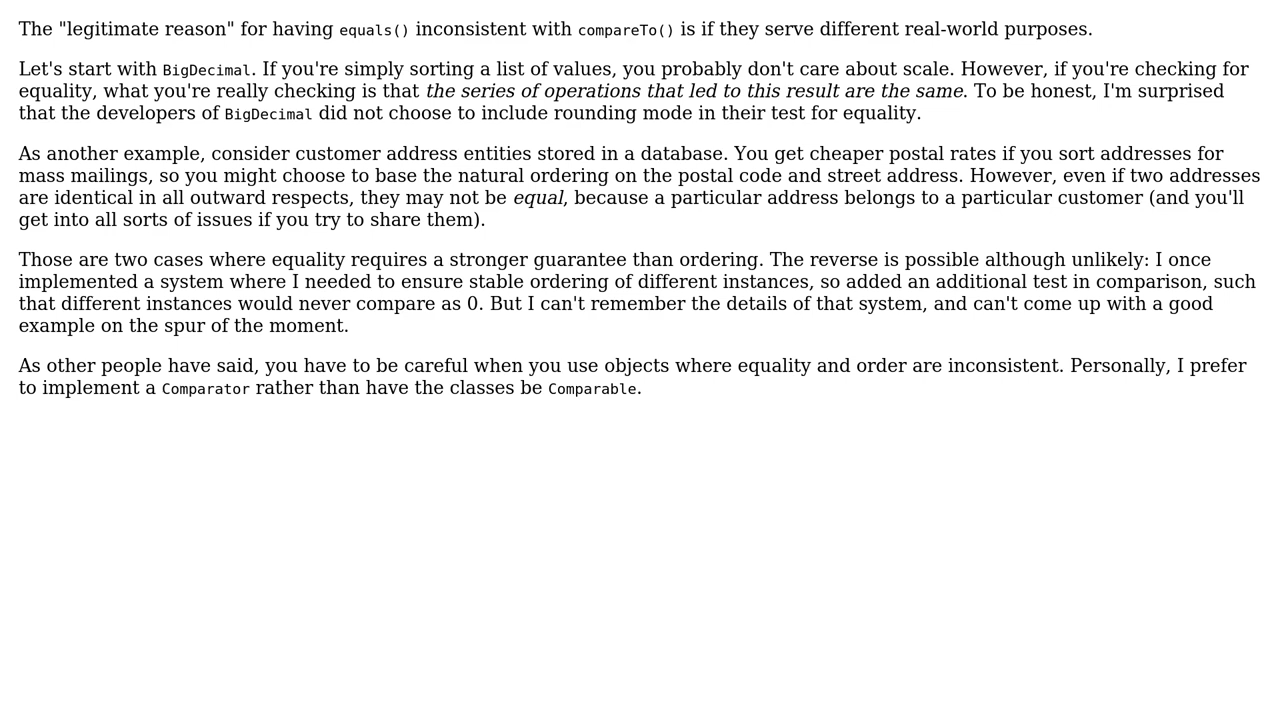 The "legitimate reason" for having equals() inconsistent with compareTo() is if they serve different real-world purposes.
Let's start with BigDecimal. If you're simply sorting a list of values, you probably don't care about scale. However, if you're checking for
equality, what you're really checking is that the series of operations that led to this result are the same. To be honest, I'm surprised
that the developers of BigDecimal did not choose to include rounding mode in their test for equality.
As another example, consider customer address entities stored in a database. You get cheaper postal rates if you sort addresses for
mass mailings, so you might choose to base the natural ordering on the postal code and street address. However, even if two addresses
are identical in all outward respects, they may not be equal, because a particular address belongs to a particular customer (and you'll
get into all sorts of issues if you try to share them).
Those are two cases where equality requires a stronger guarantee than ordering. The reverse is possible although unlikely: I once
implemented a system where I needed to ensure stable ordering of different instances, so added an additional test in comparison, such
that different instances would never compare as 0. But I can't remember the details of that system, and can't come up with a good
example on the spur of the moment.
As other people have said, you have to be careful when you use objects where equality and order are inconsistent. Personally, I prefer
to implement a Comparator rather than have the classes be Comparable.